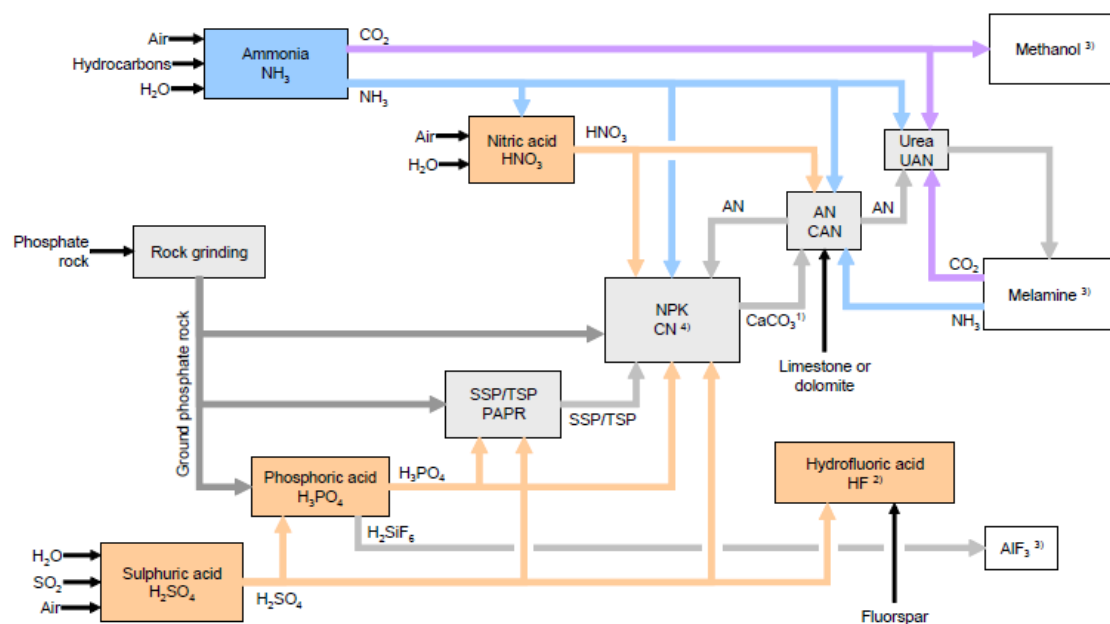 Air
Hydrocarbons
H₂O
Ammonia
NH₃
CO₂
NH₃
Methanol ³⁾
Air
H₂O
Nitric acid
HNO₃
HNO₃
Urea
UAN
AN
AN
CAN
AN
Phosphate
rock
Rock grinding
NPK
CN ⁴⁾
CaCO₃¹⁾
CO₂
NH₃
Melamine ³⁾
Limestone or
dolomite
Ground phosphate rock
SSP/TSP
PAPR
SSP/TSP
Phosphoric acid
H₃PO₄
H₃PO₄
H₂SiF₆
Hydrofluoric acid
HF ²⁾
AlF₃ ³⁾
H₂O
SO₂
Air
Sulphuric acid
H₂SO₄
H₂SO₄
Fluorspar